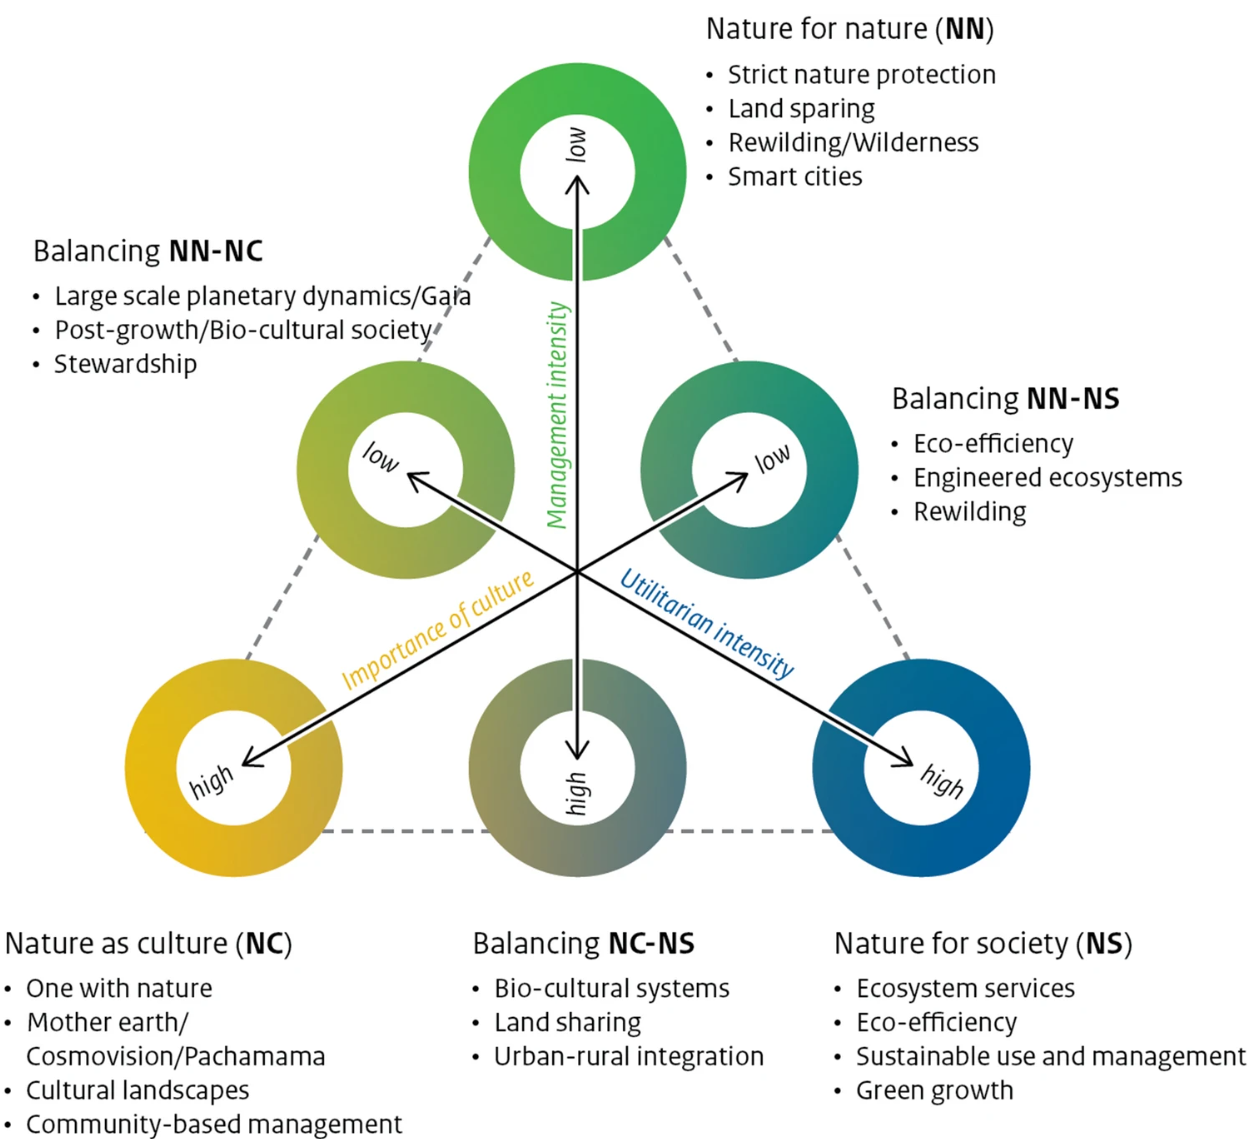 Nature for nature (NN)
• Strict nature protection
• Land sparing
• Rewilding/Wilderness
• Smart cities
low
Balancing NN-NC
• Large scale planetary dynamics/Gaia
• Post-growth/Bio-cultural society
• Stewardship
Management intensity
low
low
Balancing NN-NS
• Eco-efficiency
• Engineered ecosystems
• Rewilding
Importance of culture
Utilitarian intensity
high
high
high
Nature as culture (NC)
• One with nature
• Mother earth/
Cosmovision/Pachamama
• Cultural landscapes
• Community-based management
Balancing NC-NS
• Bio-cultural systems
• Land sharing
• Urban-rural integration
Nature for society (NS)
• Ecosystem services
• Eco-efficiency
• Sustainable use and management
• Green growth